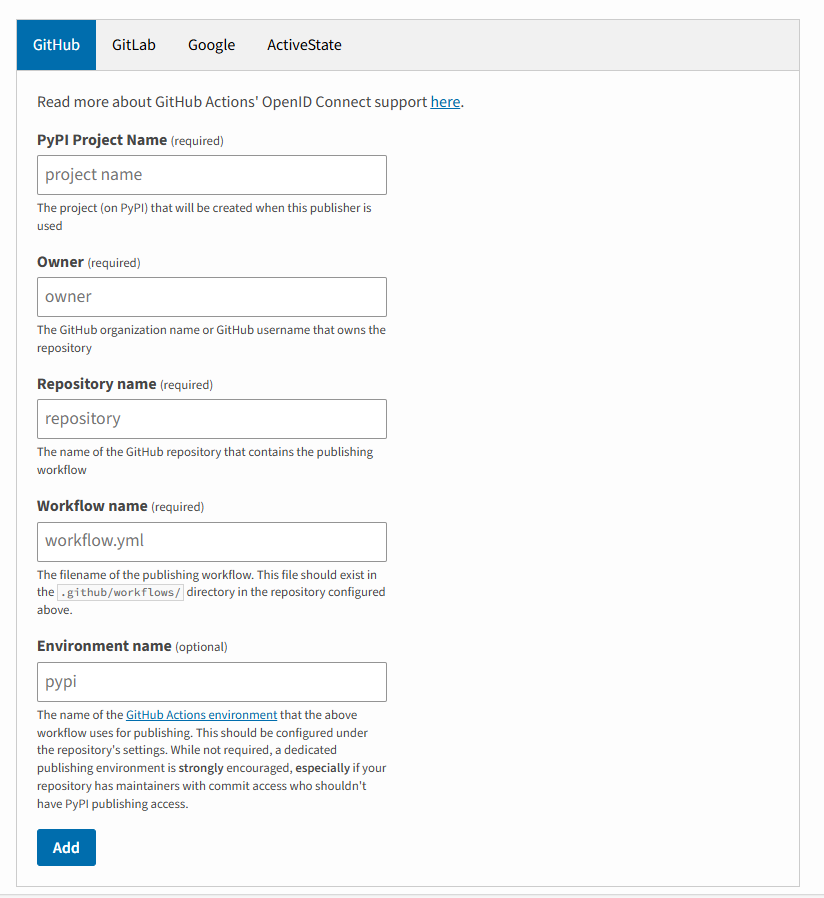 GitHub GitLab Google ActiveState
Read more about GitHub Actions' OpenID Connect support here.
PyPI Project Name (required)
project name
The project (on PyPI) that will be created when this publisher is
used
Owner (required)
owner
The GitHub organization name or GitHub username that owns the
repository
Repository name (required)
repository
The name of the GitHub repository that contains the publishing
workflow
Workflow name (required)
workflow.yml
The filename of the publishing workflow. This file should exist in
the .github/workflows/ directory in the repository configured
above.
Environment name (optional)
pypi
The name of the GitHub Actions environment that the above
workflow uses for publishing. This should be configured under
the repository's settings. While not required, a dedicated
publishing environment is strongly encouraged, especially if your
repository has maintainers with commit access who shouldn't
have PyPI publishing access.
Add